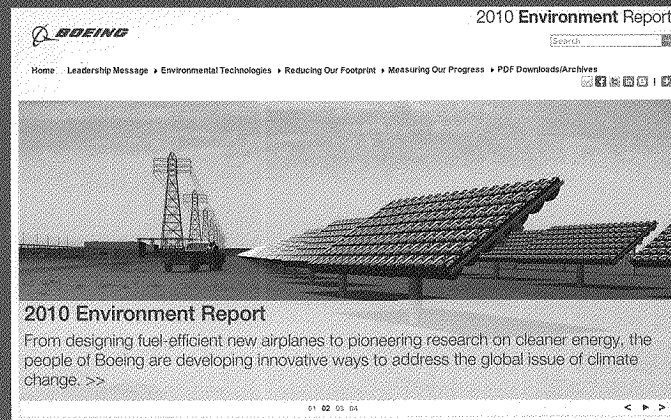 2010 Environment Report
BOEING
Search
Home Leadership Message Environmental Technologies Reducing Our Footprint Measuring Our Progress PDF Downloads/Archives
2010 Environment Report
From designing fuel-efficient new airplanes to pioneering research on cleaner energy, the
people of Boeing are developing innovative ways to address the global issue of climate
change. >>
01 02 03 04